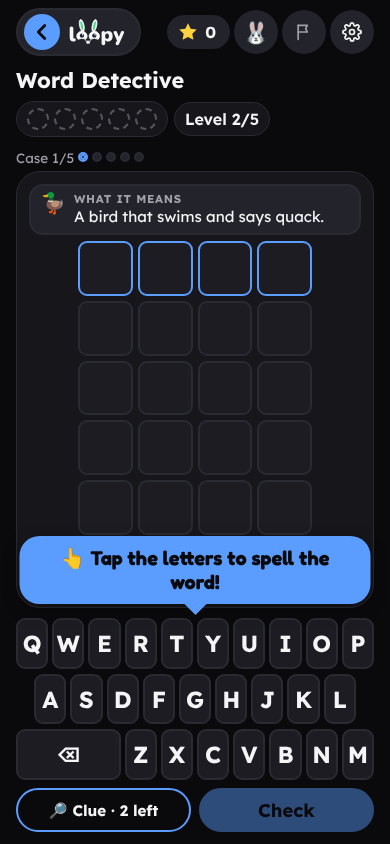 loopy
⭐ 0
Word Detective
Level 2/5
Case 1/5
WHAT IT MEANS
A bird that swims and says quack.
👆 Tap the letters to spell the
word!
Q W E R T Y U I O P
A S D F G H J K L
Z X C V B N M
🔎 Clue · 2 left
Check